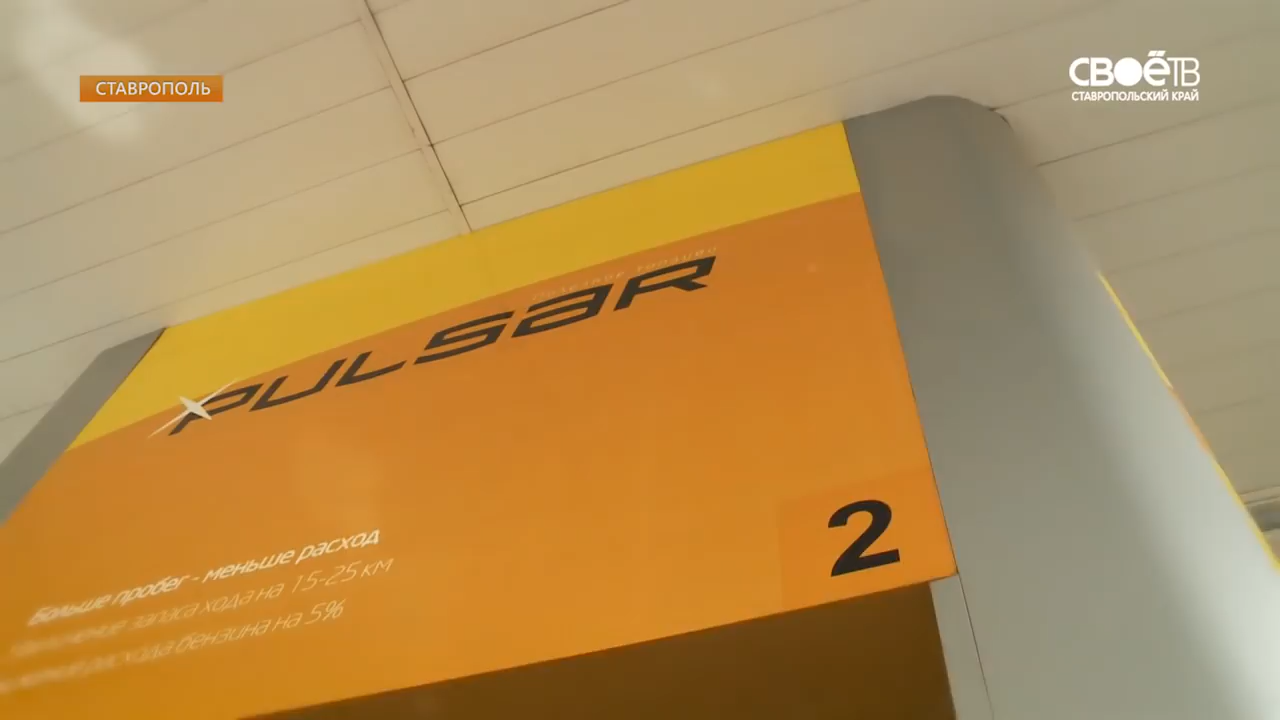 СТАВРОПОЛЬ
СВОЁТВ
СТАВРОПОЛЬСКИЙ КРАЙ
PULSAR
2
Больше пробег - меньше расход
запаса хода на 15-25 км
расхода бензина на 5%